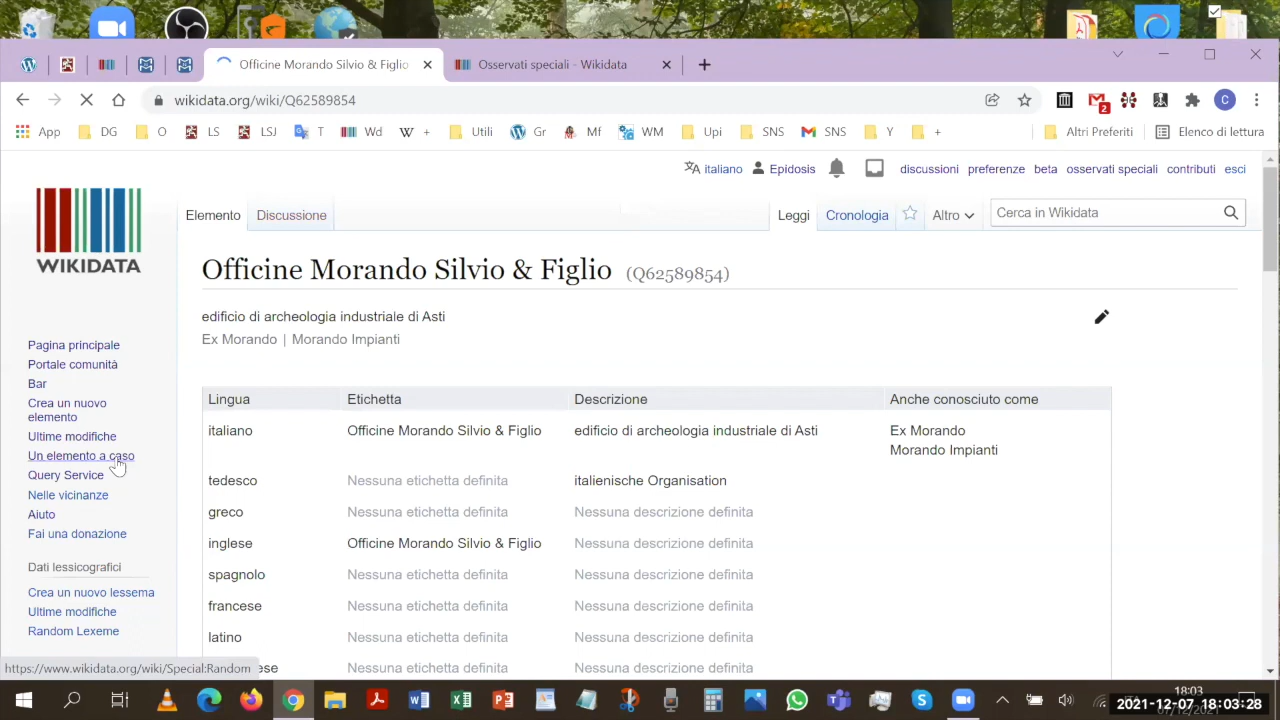 Officine Morando Silvio & Figlio
Osservati speciali - Wikidata
wikidata.org/wiki/Q62589854
2
C
App DG O LS LSJ T Wd + Utili Gr Mf WM Upi SNS SNS Y + Altri Preferiti Elenco di lettura
italiano Epidosis discussioni preferenze beta osservati speciali contributi esci
WIKIDATA
Elemento Discussione Leggi Cronologia Altro Cerca in Wikidata
Officine Morando Silvio & Figlio (Q62589854)
edificio di archeologia industriale di Asti
Ex Morando | Morando Impianti
Pagina principale
Portale comunità
Bar
Crea un nuovo
elemento
Ultime modifiche
Un elemento a caso
Query Service
Nelle vicinanze
Aiuto
Fai una donazione
Dati lessicografici
Crea un nuovo lessema
Ultime modifiche
Random Lexeme
Lingua Etichetta Descrizione Anche conosciuto come
italiano Officine Morando Silvio & Figlio edificio di archeologia industriale di Asti Ex Morando
Morando Impianti
tedesco Nessuna etichetta definita italienische Organisation
greco Nessuna etichetta definita Nessuna descrizione definita
inglese Officine Morando Silvio & Figlio Nessuna descrizione definita
spagnolo Nessuna etichetta definita Nessuna descrizione definita
francese Nessuna etichetta definita Nessuna descrizione definita
latino Nessuna etichetta definita Nessuna descrizione definita
Nessuna etichetta definita Nessuna descrizione definita
https://www.wikidata.org/wiki/Special:Random
18:03
2021-12-07 18:03:28